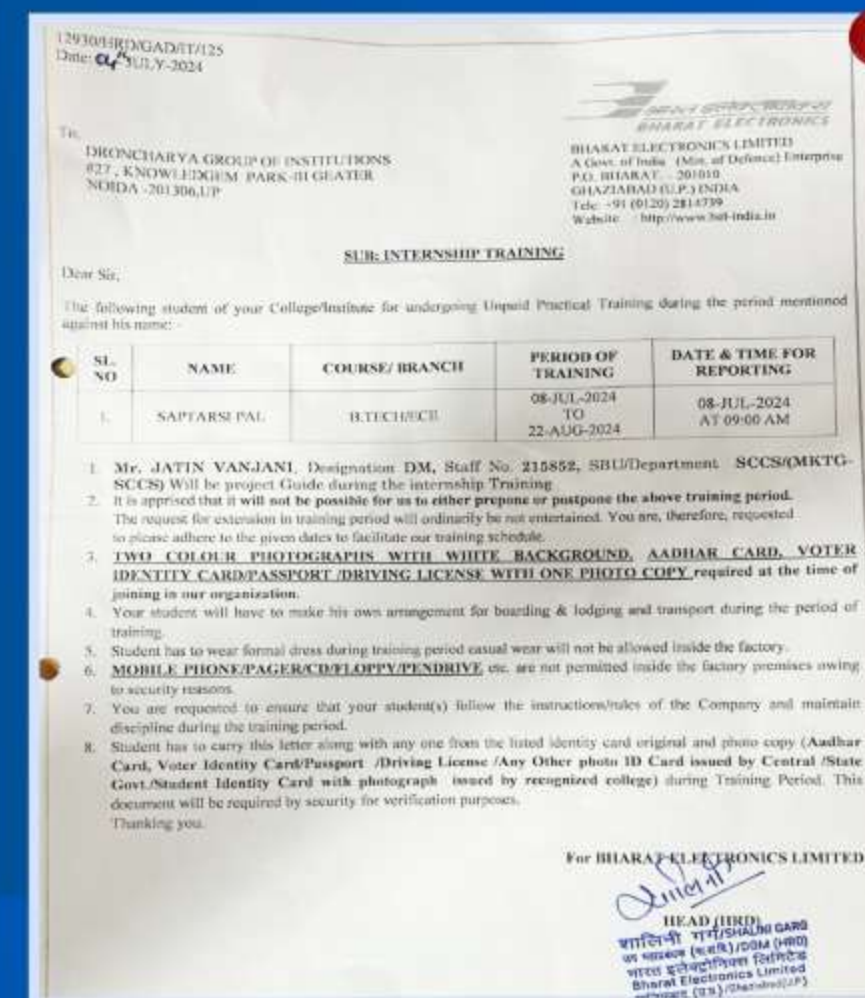 12930/HRD/GAD/IT/125
Date: 04th JULY-2024
BHARAT ELECTRONICS
To,
DRONCHARYA GROUP OF INSTITUTIONS
#27 , KNOWLEDGEM PARK-III GEATER
NOIDA -201306,UP
BHARAT ELECTRONICS LIMITED
A Govt. of India (Min. of Defence) Enterprise
P.O. BHARAT. - 201010
GHAZIABAD (U.P.) INDIA
Tele: +91 (0120) 2814739
Website : http://www.bel-india.in
SUB: INTERNSHIP TRAINING
Dear Sir,
The following student of your College/Institute for undergoing Unpaid Practical Training during the period mentioned
against his name: -
SL. NO NAME COURSE/ BRANCH PERIOD OF TRAINING DATE & TIME FOR REPORTING
1. SAPTARSI PAL B.TECH/ECE 08-JUL-2024 TO 22-AUG-2024 08-JUL-2024 AT 09:00 AM
1. Mr. JATIN VANJANI, Designation DM, Staff No. 215852, SBU/Department SCCS/(MKTG-
SCCS) Will be project Guide during the internship Training
2. It is apprised that it will not be possible for us to either prepone or postpone the above training period.
The request for extension in training period will ordinarily be not entertained. You are, therefore, requested
to please adhere to the given dates to facilitate our training schedule.
3. TWO COLOUR PHOTOGRAPHS WITH WHITE BACKGROUND, AADHAR CARD, VOTER
IDENTITY CARD/PASSPORT /DRIVING LICENSE WITH ONE PHOTO COPY required at the time of
joining in our organization.
4. Your student will have to make his own arrangement for boarding & lodging and transport during the period of
training.
5. Student has to wear formal dress during training period casual wear will not be allowed inside the factory.
6. MOBILE PHONE/PAGER/CD/FLOPPY/PENDRIVE etc. are not permitted inside the factory premises owing
to security reasons.
7. You are requested to ensure that your student(s) follow the instructions/rules of the Company and maintain
discipline during the training period.
8. Student has to carry this letter along with any one from the listed identity card original and photo copy (Aadhar
Card, Voter Identity Card/Passport /Driving License /Any Other photo ID Card issued by Central /State
Govt./Student Identity Card with photograph issued by recognized college) during Training Period. This
document will be required by security for verification purposes.
Thanking you.
For BHARAT ELECTRONICS LIMITED
शालिनी
HEAD (HRD)
शालिनी गर्ग/SHALINI GARG
उप महाप्रबंधक /DGM (HRD)
भारत इलेक्ट्रॉनिक्स लिमिटेड
Bharat Electronics Limited
/Ghaziabad(U.P.)